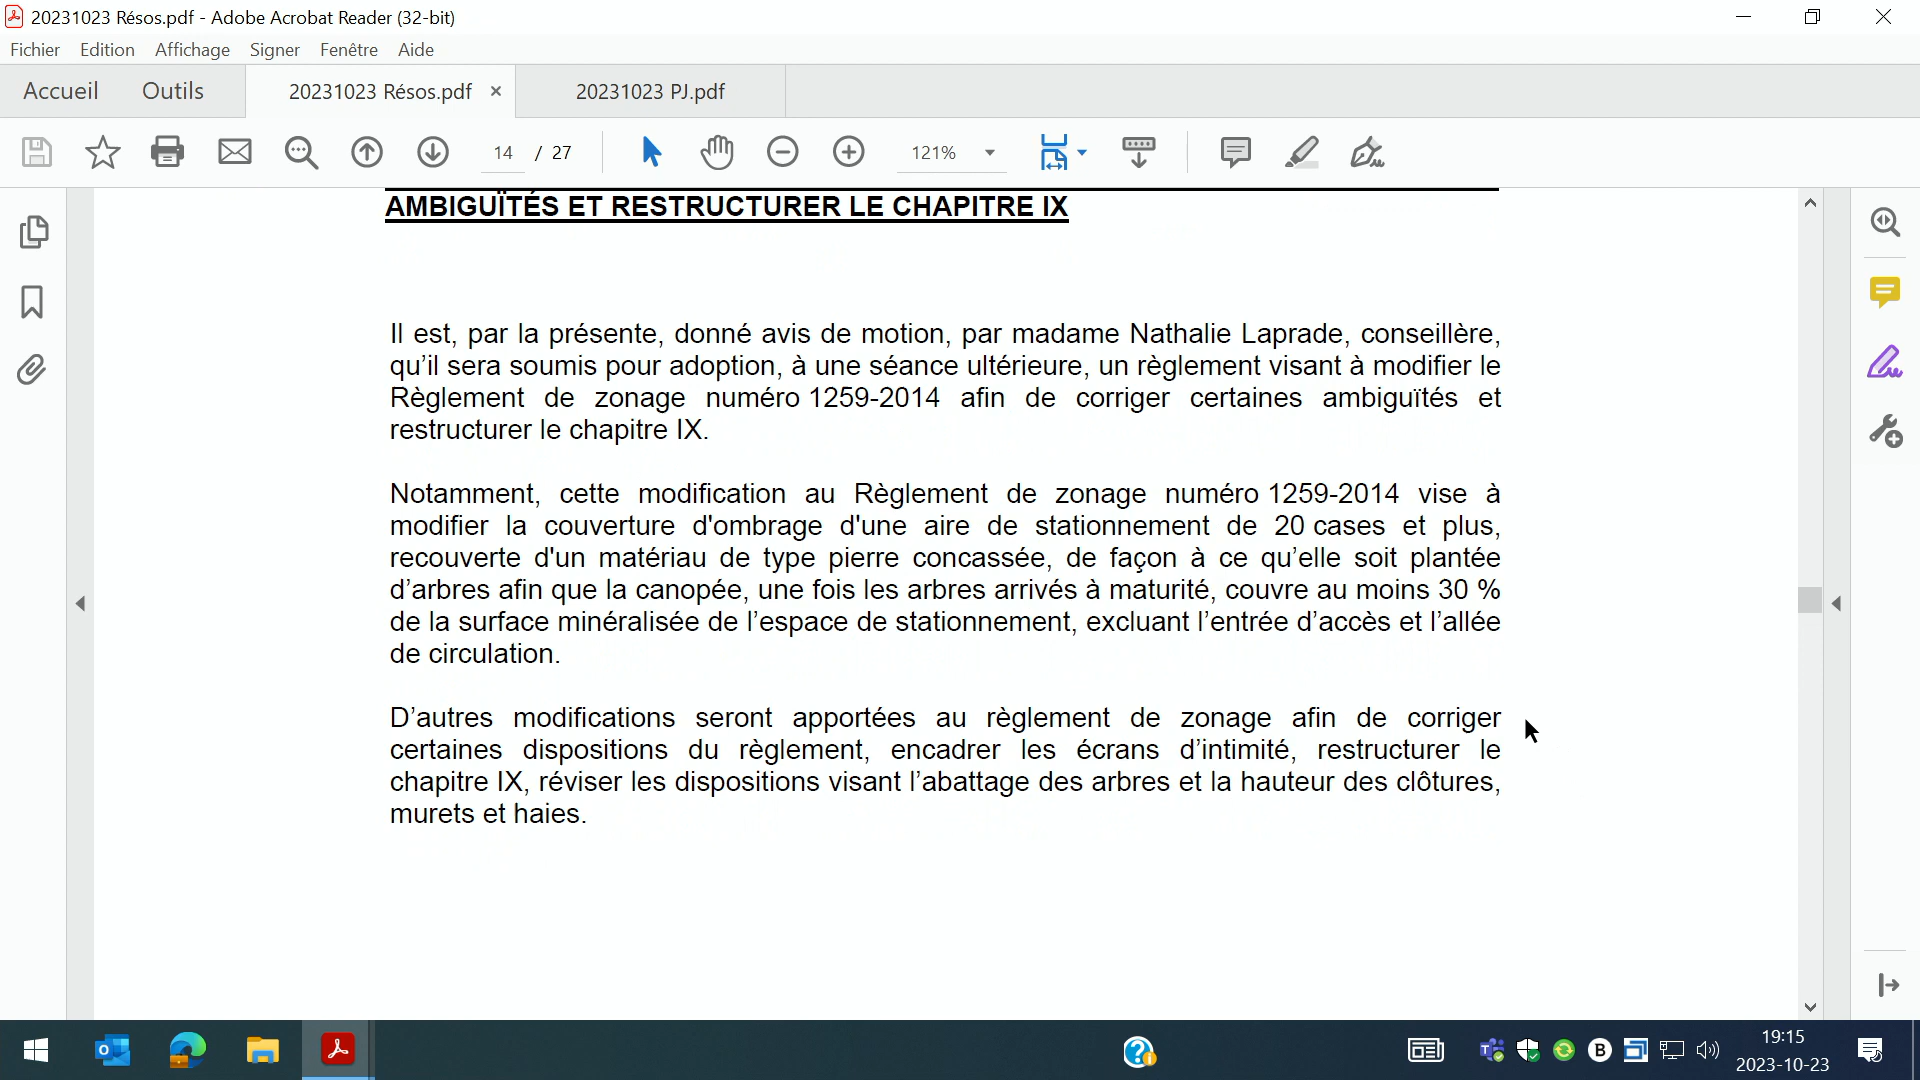 20231023 Résos.pdf - Adobe Acrobat Reader (32-bit)
Fichier Edition Affichage Signer Fenêtre Aide
Accueil Outils 20231023 Résos.pdf × 20231023 PJ.pdf
14 / 27 121%
AMBIGUÏTÉS ET RESTRUCTURER LE CHAPITRE IX
Il est, par la présente, donné avis de motion, par madame Nathalie Laprade, conseillère,
qu’il sera soumis pour adoption, à une séance ultérieure, un règlement visant à modifier le
Règlement de zonage numéro 1259-2014 afin de corriger certaines ambiguïtés et
restructurer le chapitre IX.
Notamment, cette modification au Règlement de zonage numéro 1259-2014 vise à
modifier la couverture d'ombrage d'une aire de stationnement de 20 cases et plus,
recouverte d'un matériau de type pierre concassée, de façon à ce qu’elle soit plantée
d’arbres afin que la canopée, une fois les arbres arrivés à maturité, couvre au moins 30 %
de la surface minéralisée de l’espace de stationnement, excluant l’entrée d’accès et l’allée
de circulation.
D’autres modifications seront apportées au règlement de zonage afin de corriger
certaines dispositions du règlement, encadrer les écrans d’intimité, restructurer le
chapitre IX, réviser les dispositions visant l’abattage des arbres et la hauteur des clôtures,
murets et haies.
19:15
2023-10-23